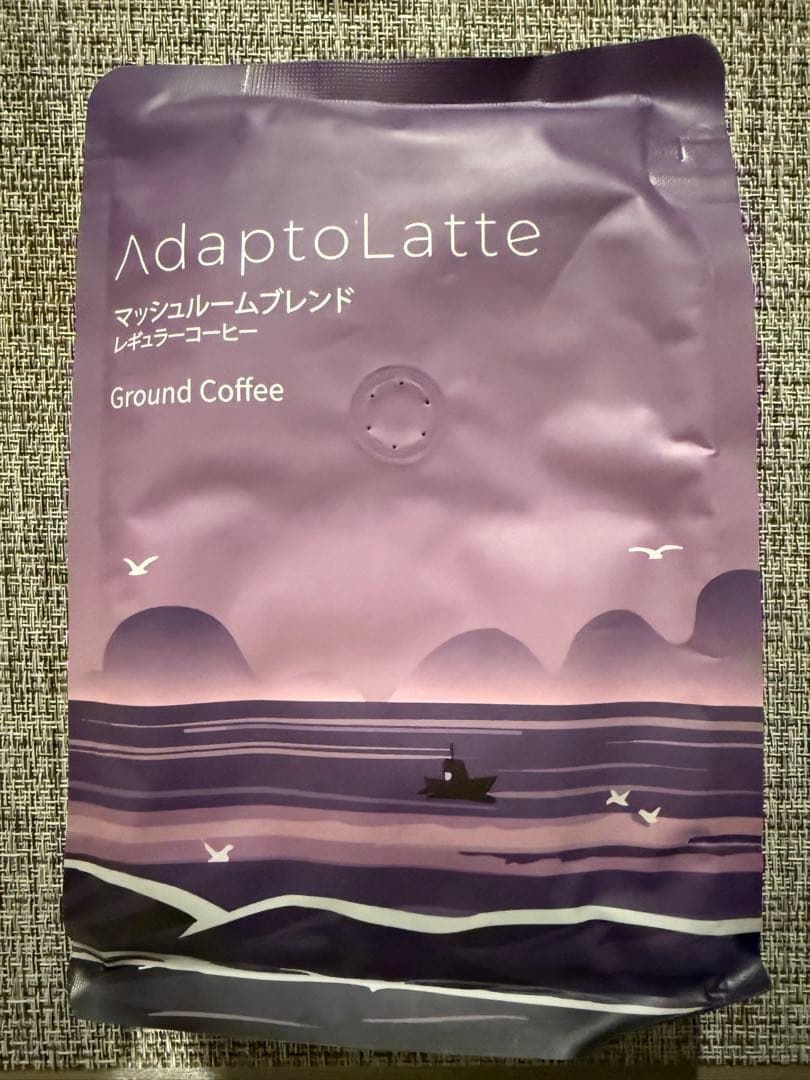 AdaptoLatte
マッシュルームブレンド
レギュラーコーヒー
Ground Coffee